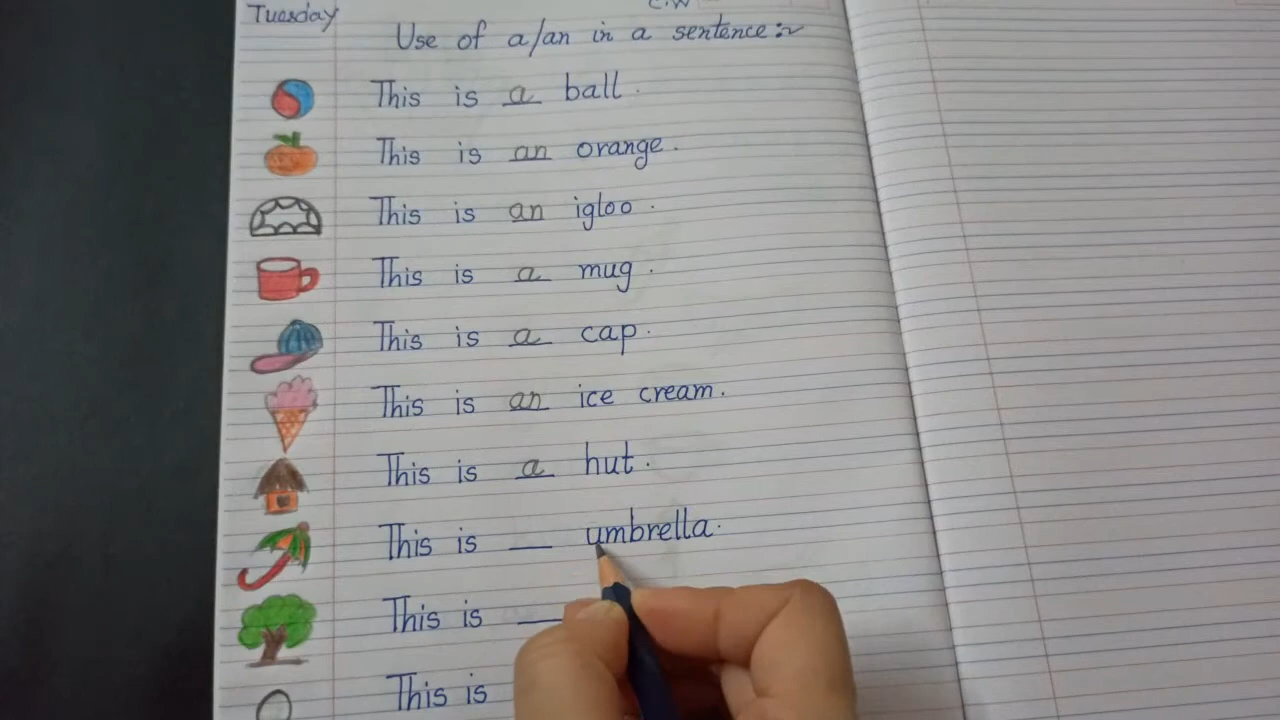 Tuesday
C.W
Use of a/an in a sentence :~
This is a ball.
This is an orange.
This is an igloo.
This is a mug.
This is a cap.
This is an ice cream.
This is a hut.
This is __ umbrella.
This is __
This is